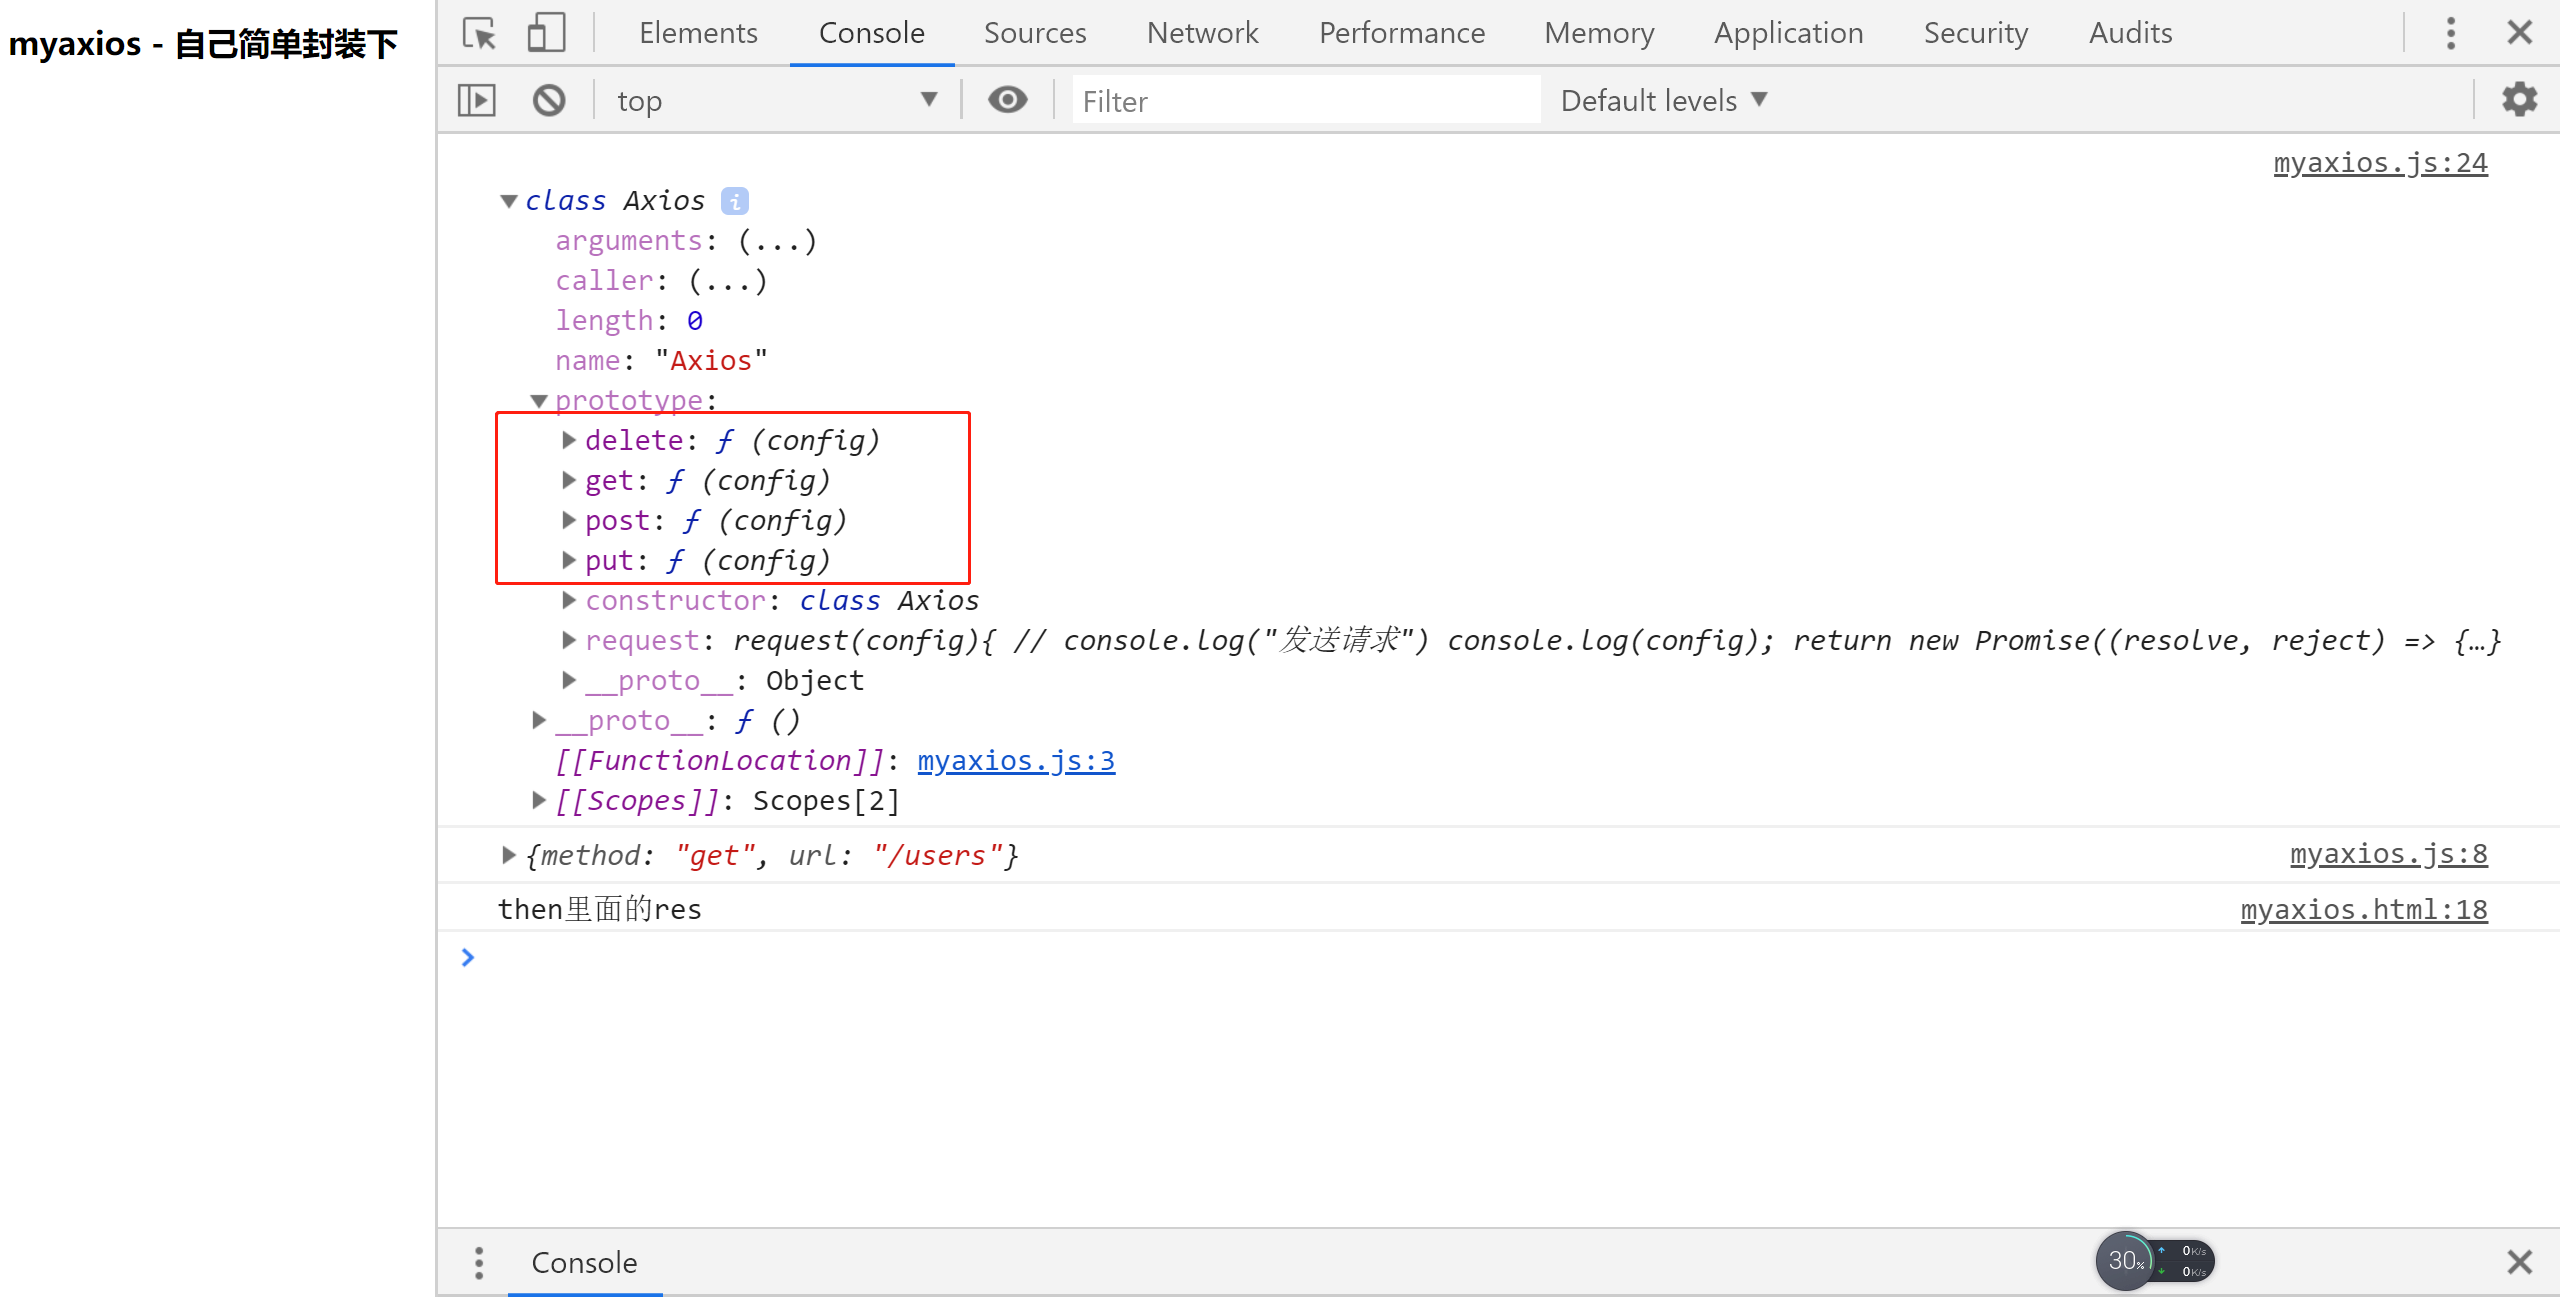 myaxios - 自己简单封装下
Elements Console Sources Network Performance Memory Application Security Audits
top Filter Default levels
myaxios.js:24
class Axios i
arguments: (...)
caller: (...)
length: 0
name: "Axios"
prototype:
delete: ƒ (config)
get: ƒ (config)
post: ƒ (config)
put: ƒ (config)
constructor: class Axios
request: request(config){ // console.log("发送请求") console.log(config); return new Promise((resolve, reject) => {…}
__proto__: Object
__proto__: ƒ ()
[[FunctionLocation]]: myaxios.js:3
[[Scopes]]: Scopes[2]
{method: "get", url: "/users"} myaxios.js:8
then里面的res myaxios.html:18
Console
30%
0K/s
0K/s